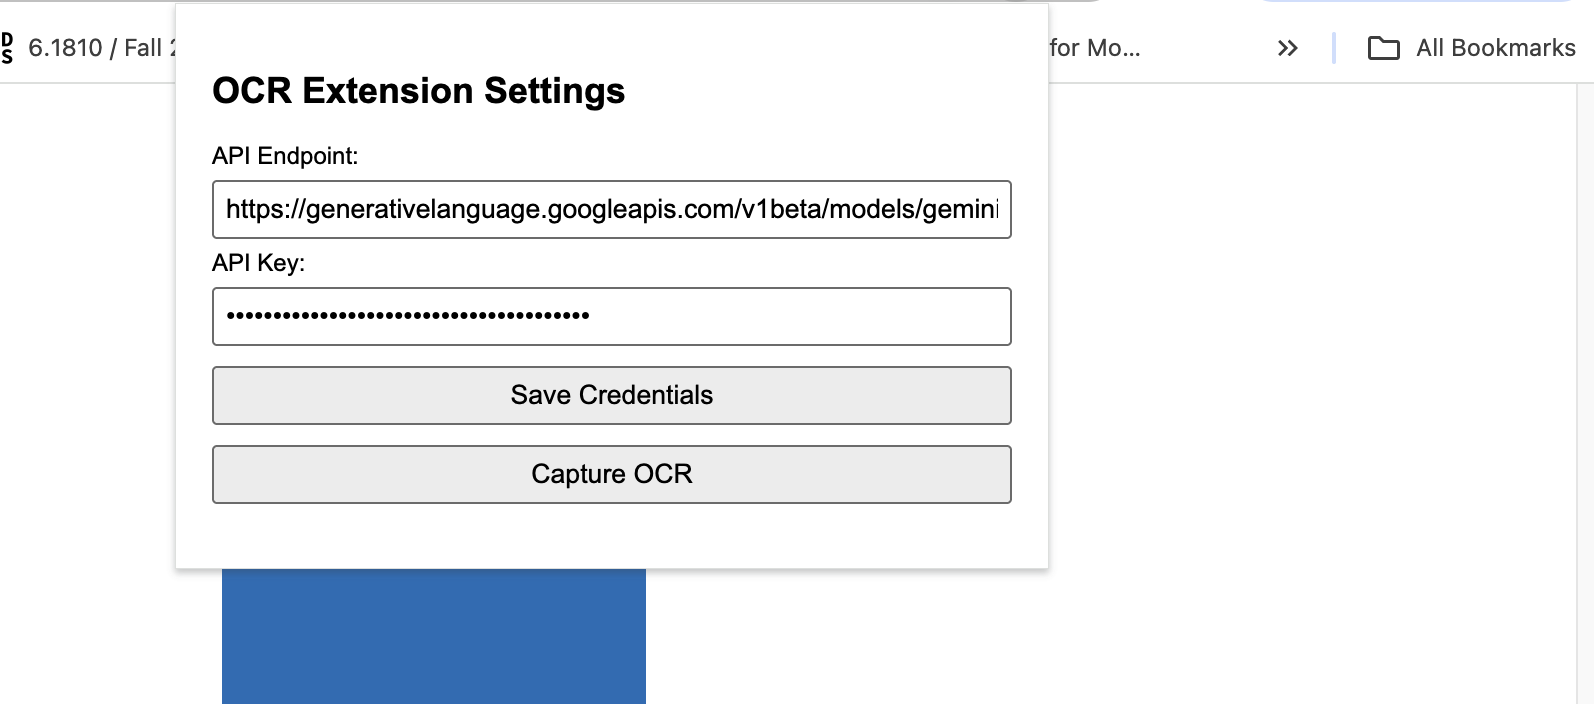 D
S
6.1810 / Fall 2
for Mo...
All Bookmarks
OCR Extension Settings
API Endpoint:
https://generativelanguage.googleapis.com/v1beta/models/gemini
API Key:
••••••••••••••••••••••••••••••••••••••• 
Save Credentials
Capture OCR